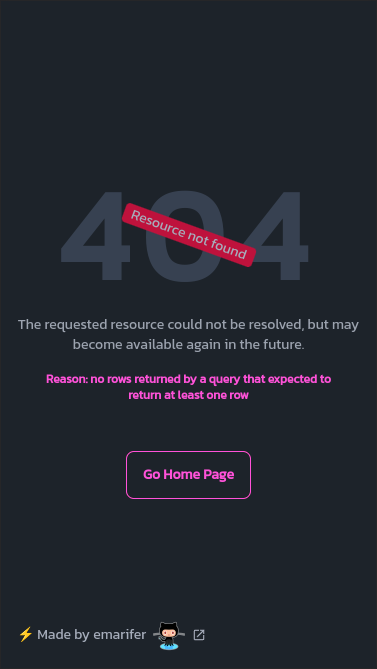 404
Resource not found
The requested resource could not be resolved, but may
become available again in the future.
Reason: no rows returned by a query that expected to
return at least one row
Go Home Page
⚡ Made by emarifer